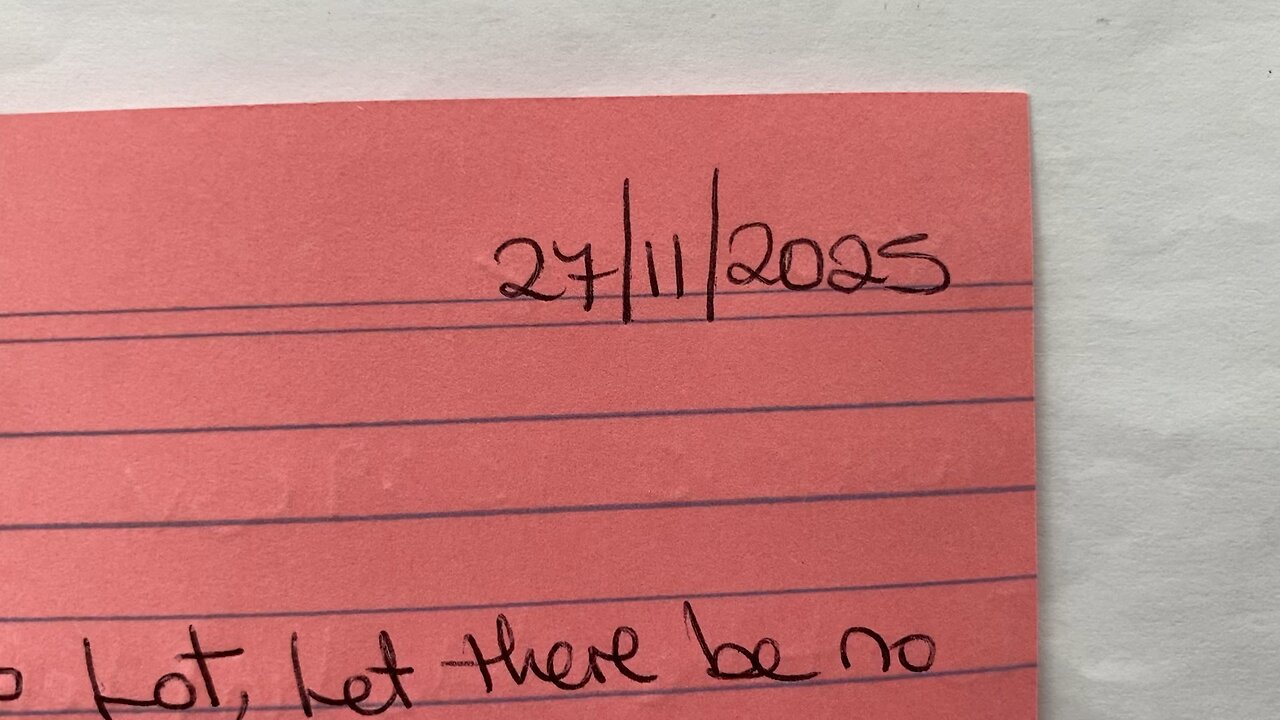 27/11/2025
Lot, Let there be no